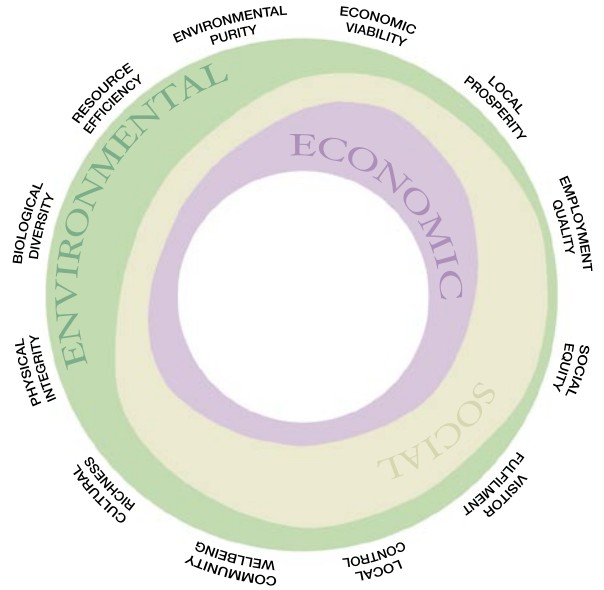 ENVIRONMENTAL
PURITY
ECONOMIC
VIABILITY
LOCAL
PROSPERITY
EMPLOYMENT
QUALITY
SOCIAL
EQUITY
VISITOR
FULFILMENT
LOCAL
CONTROL
COMMUNITY
WELLBEING
CULTURAL
RICHNESS
PHYSICAL
INTEGRITY
BIOLOGICAL
DIVERSITY
RESOURCE
EFFICIENCY
ENVIRONMENTAL
ECONOMIC
SOCIAL